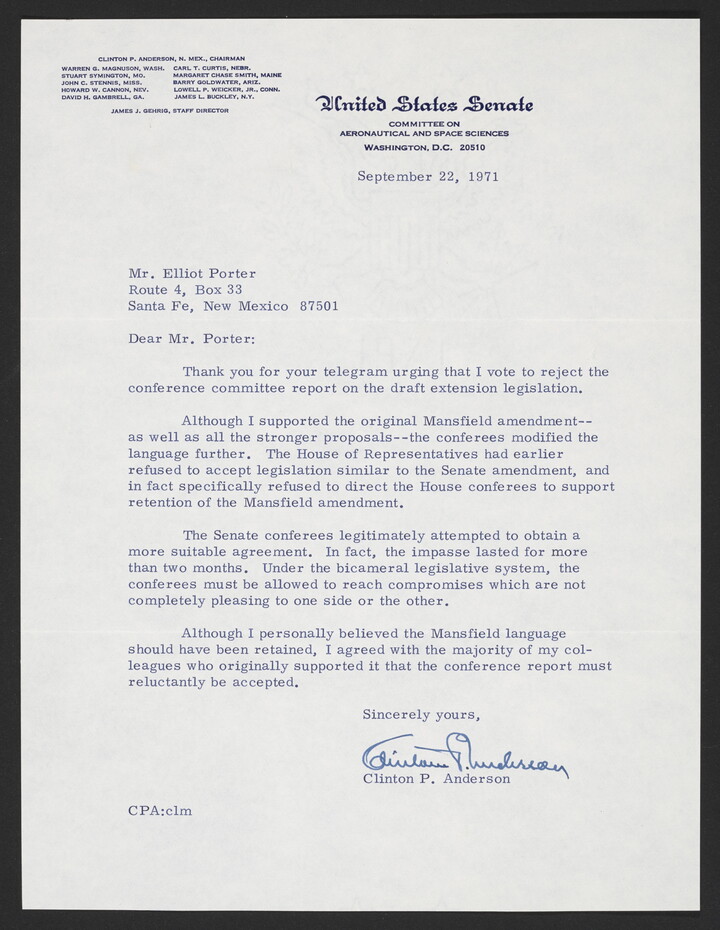 CLINTON P. ANDERSON, N. MEX., CHAIRMAN
WARREN G. MAGNUSON, WASH. CARL T. CURTIS, NEBR.
STUART SYMINGTON, MO. MARGARET CHASE SMITH, MAINE
JOHN C. STENNIS, MISS. BARRY GOLDWATER, ARIZ.
HOWARD W. CANNON, NEV. LOWELL P. WEICKER, JR., CONN.
DAVID H. GAMBRELL, GA. JAMES L. BUCKLEY, N.Y.
JAMES J. GEHRIG, STAFF DIRECTOR
United States Senate
COMMITTEE ON
AERONAUTICAL AND SPACE SCIENCES
WASHINGTON, D.C. 20510
September 22, 1971
Mr. Elliot Porter
Route 4, Box 33
Santa Fe, New Mexico 87501
Dear Mr. Porter:
Thank you for your telegram urging that I vote to reject the
conference committee report on the draft extension legislation.
Although I supported the original Mansfield amendment--
as well as all the stronger proposals--the conferees modified the
language further. The House of Representatives had earlier
refused to accept legislation similar to the Senate amendment, and
in fact specifically refused to direct the House conferees to support
retention of the Mansfield amendment.
The Senate conferees legitimately attempted to obtain a
more suitable agreement. In fact, the impasse lasted for more
than two months. Under the bicameral legislative system, the
conferees must be allowed to reach compromises which are not
completely pleasing to one side or the other.
Although I personally believed the Mansfield language
should have been retained, I agreed with the majority of my col-
leagues who originally supported it that the conference report must
reluctantly be accepted.
Sincerely yours,
Clinton P. Anderson
Clinton P. Anderson
CPA:clm